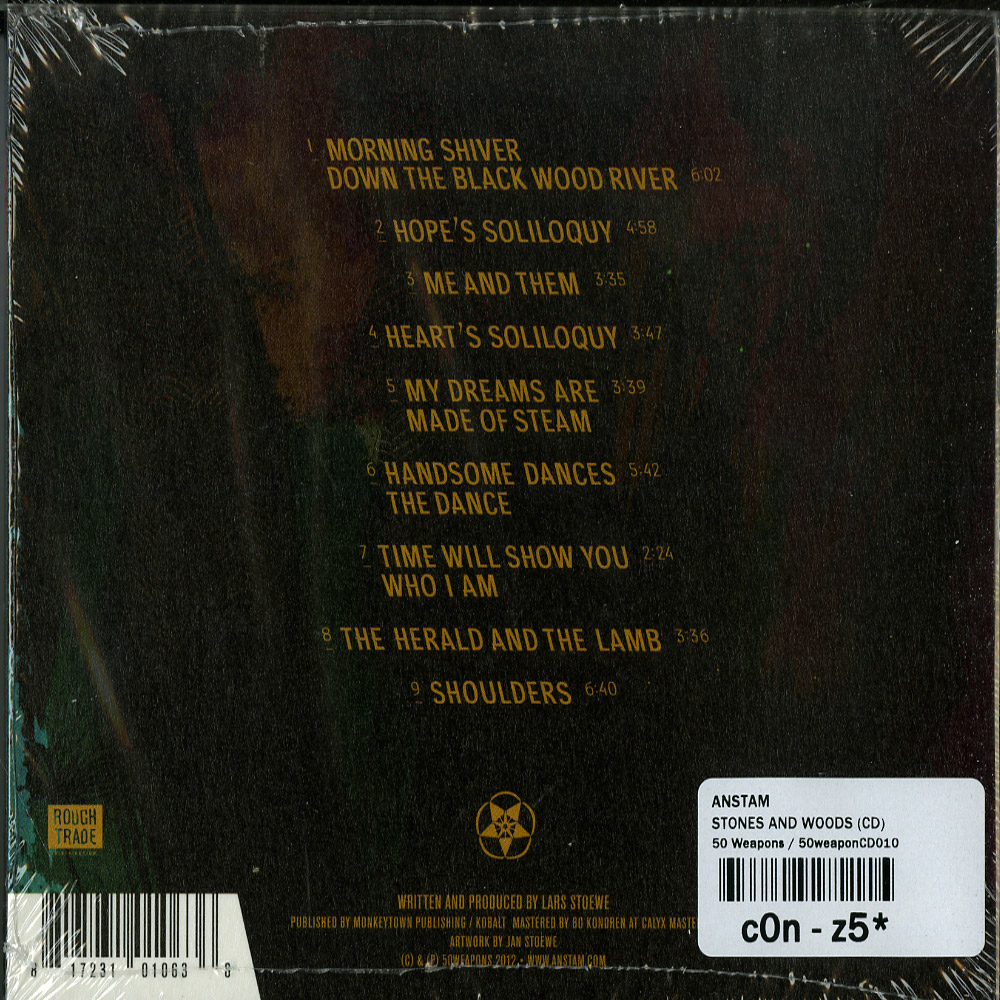 1 MORNING SHIVER
DOWN THE BLACK WOOD RIVER 6:02
2 HOPE'S SOLILOQUY 4:58
3 ME AND THEM 3:35
4 HEART'S SOLILOQUY 3:47
5 MY DREAMS ARE 3:39
MADE OF STEAM
6 HANDSOME DANCES 5:42
THE DANCE
7 TIME WILL SHOW YOU 2:24
WHO I AM
8 THE HERALD AND THE LAMB 3:36
9 SHOULDERS 6:40
ROUGH
TRADE
WRITTEN AND PRODUCED BY LARS STOEWE
PUBLISHED BY MONKEYTOWN PUBLISHING / KOBALT MASTERED BY BO KONDREN AT CALYX MASTE
ARTWORK BY JAN STOEWE
(C) & (P) 50WEAPONS 2012 • WWW.ANSTAM.COM
8 17231 01063 8
ANSTAM
STONES AND WOODS (CD)
50 Weapons / 50weaponCD010
c0n - z5*